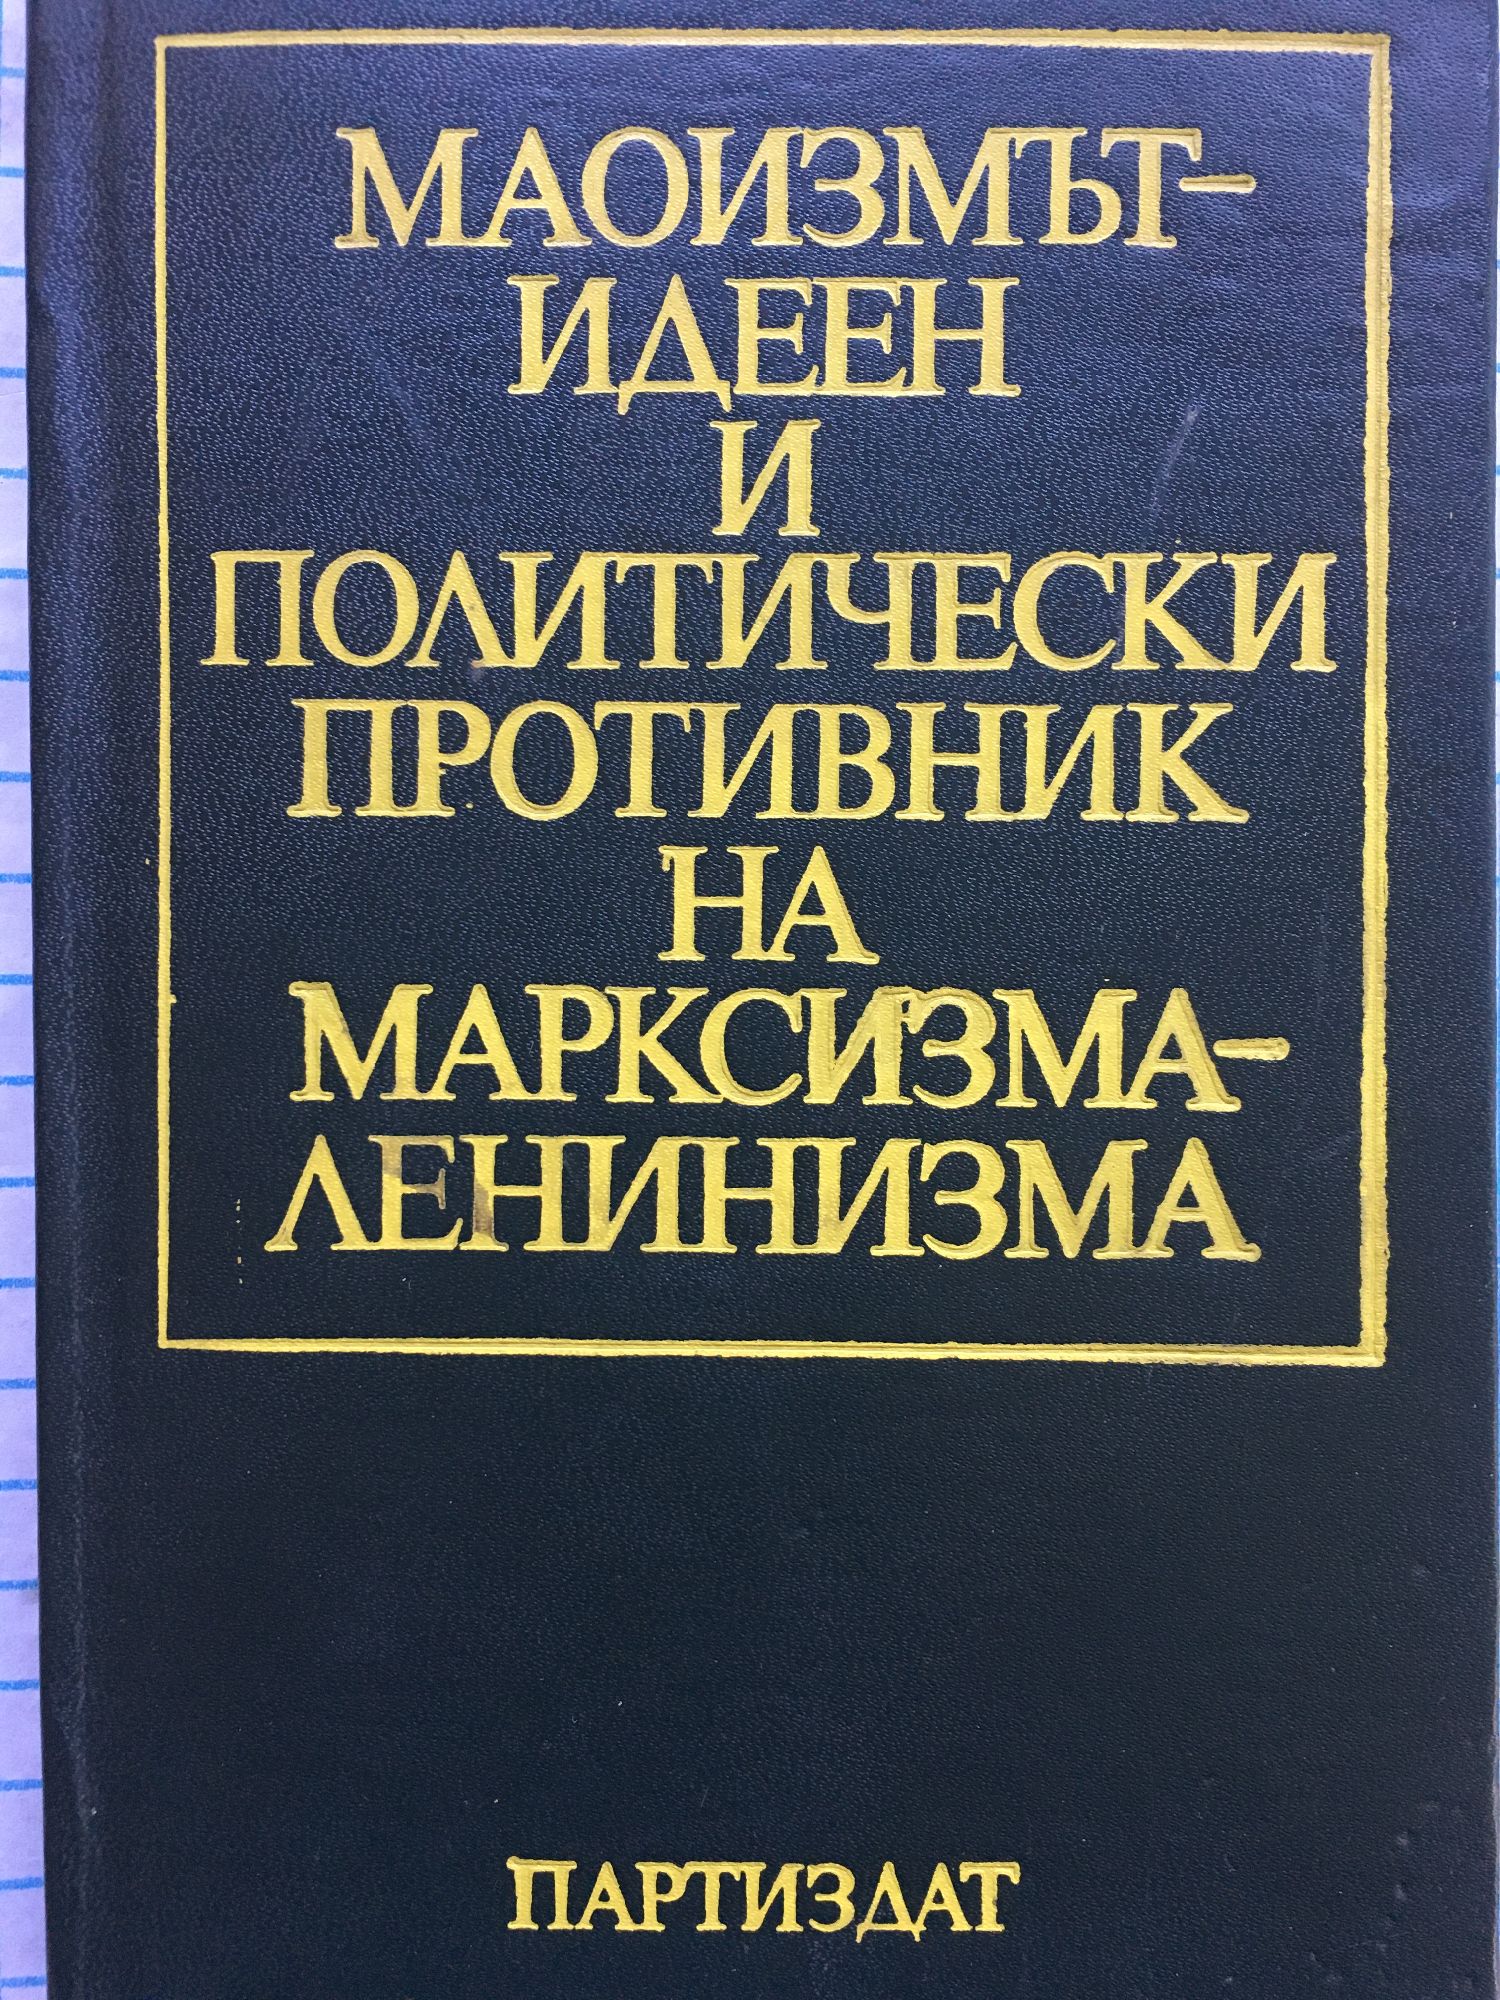 МАОИЗМЪТ–
ИДЕЕН
И
ПОЛИТИЧЕСКИ
ПРОТИВНИК
НА
МАРКСИЗМА–
ЛЕНИНИЗМА
ПАРТИЗДАТ